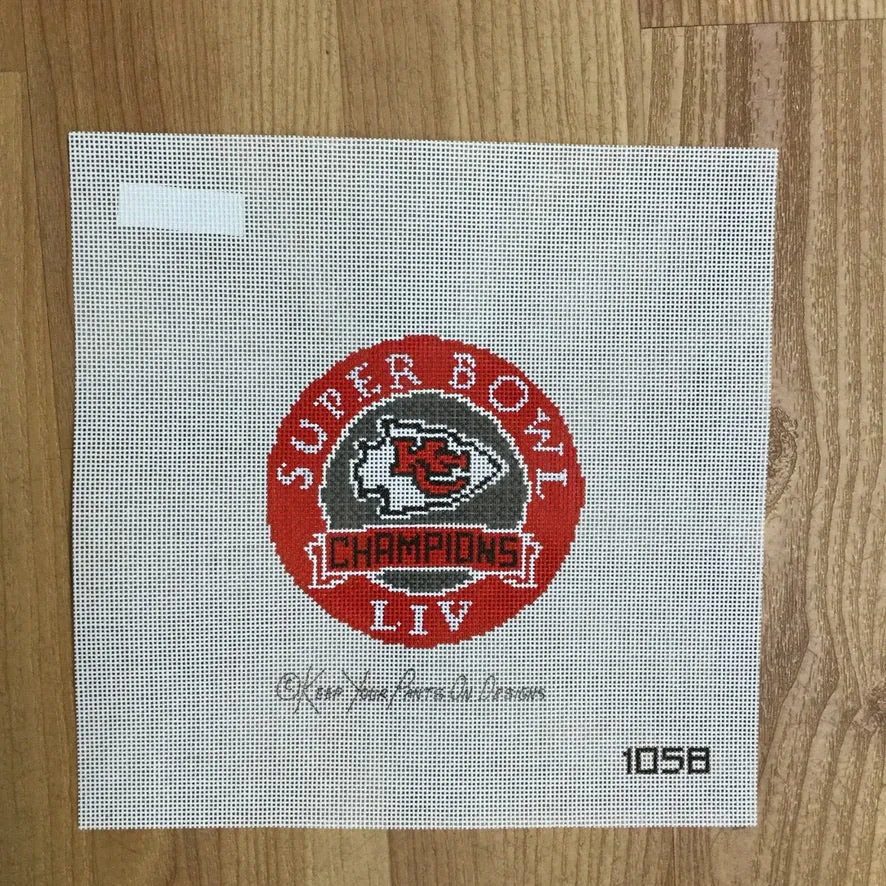 SUPER BOWL
KC
CHAMPIONS
LIV
©KEEP YOUR PANTS ON DESIGNS
1058